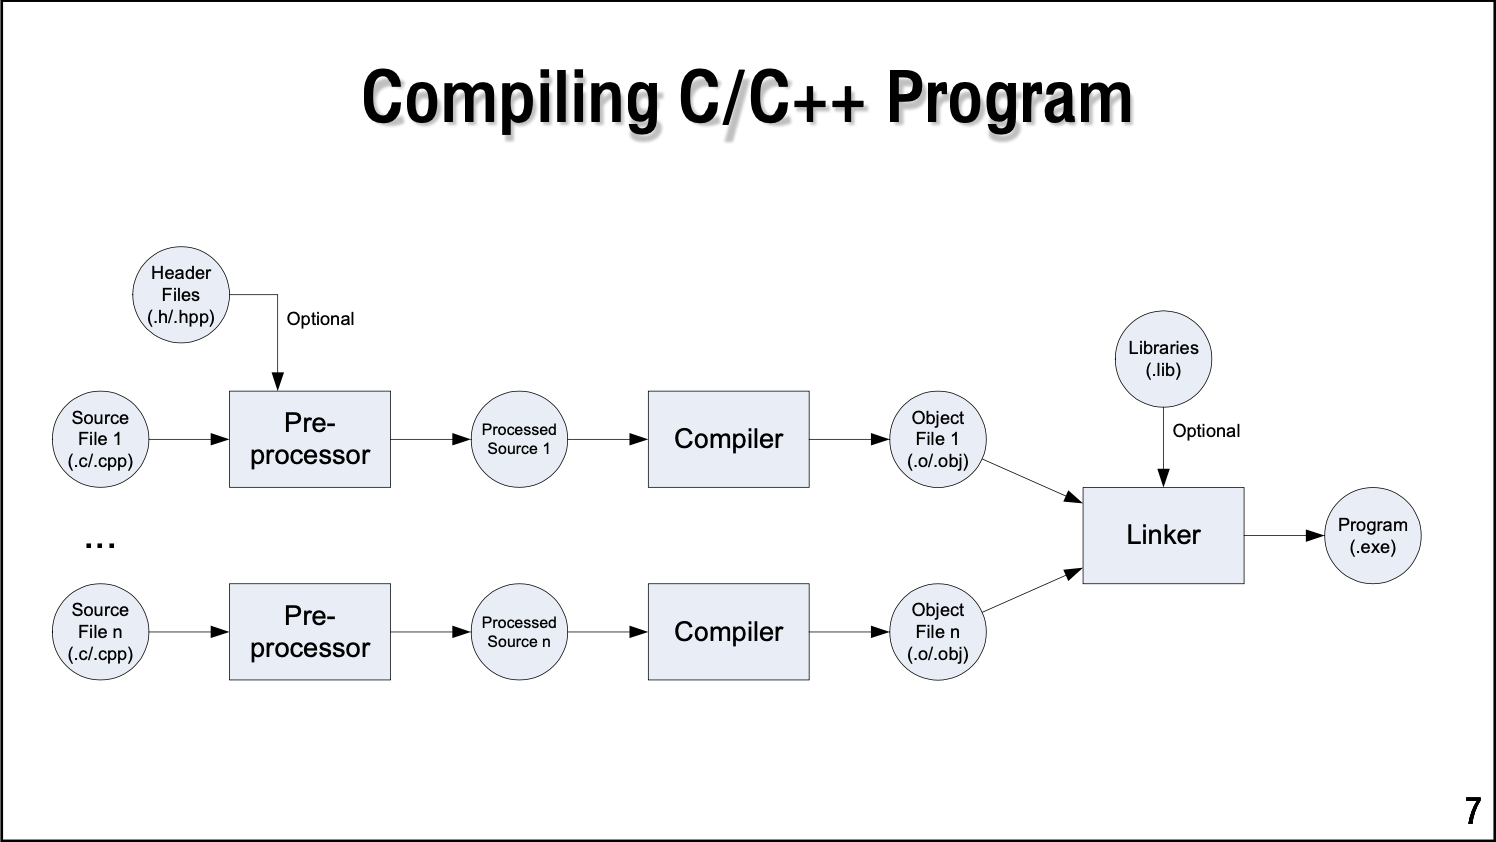 Compiling C/C++ Program
Header
Files
(.h/.hpp)
Optional
Source
File 1
(.c/.cpp)
Pre-
processor
Processed
Source 1
Compiler
Object
File 1
(.o/.obj)
Libraries
(.lib)
Optional
...
Linker
Program
(.exe)
Source
File n
(.c/.cpp)
Pre-
processor
Processed
Source n
Compiler
Object
File n
(.o/.obj)
7